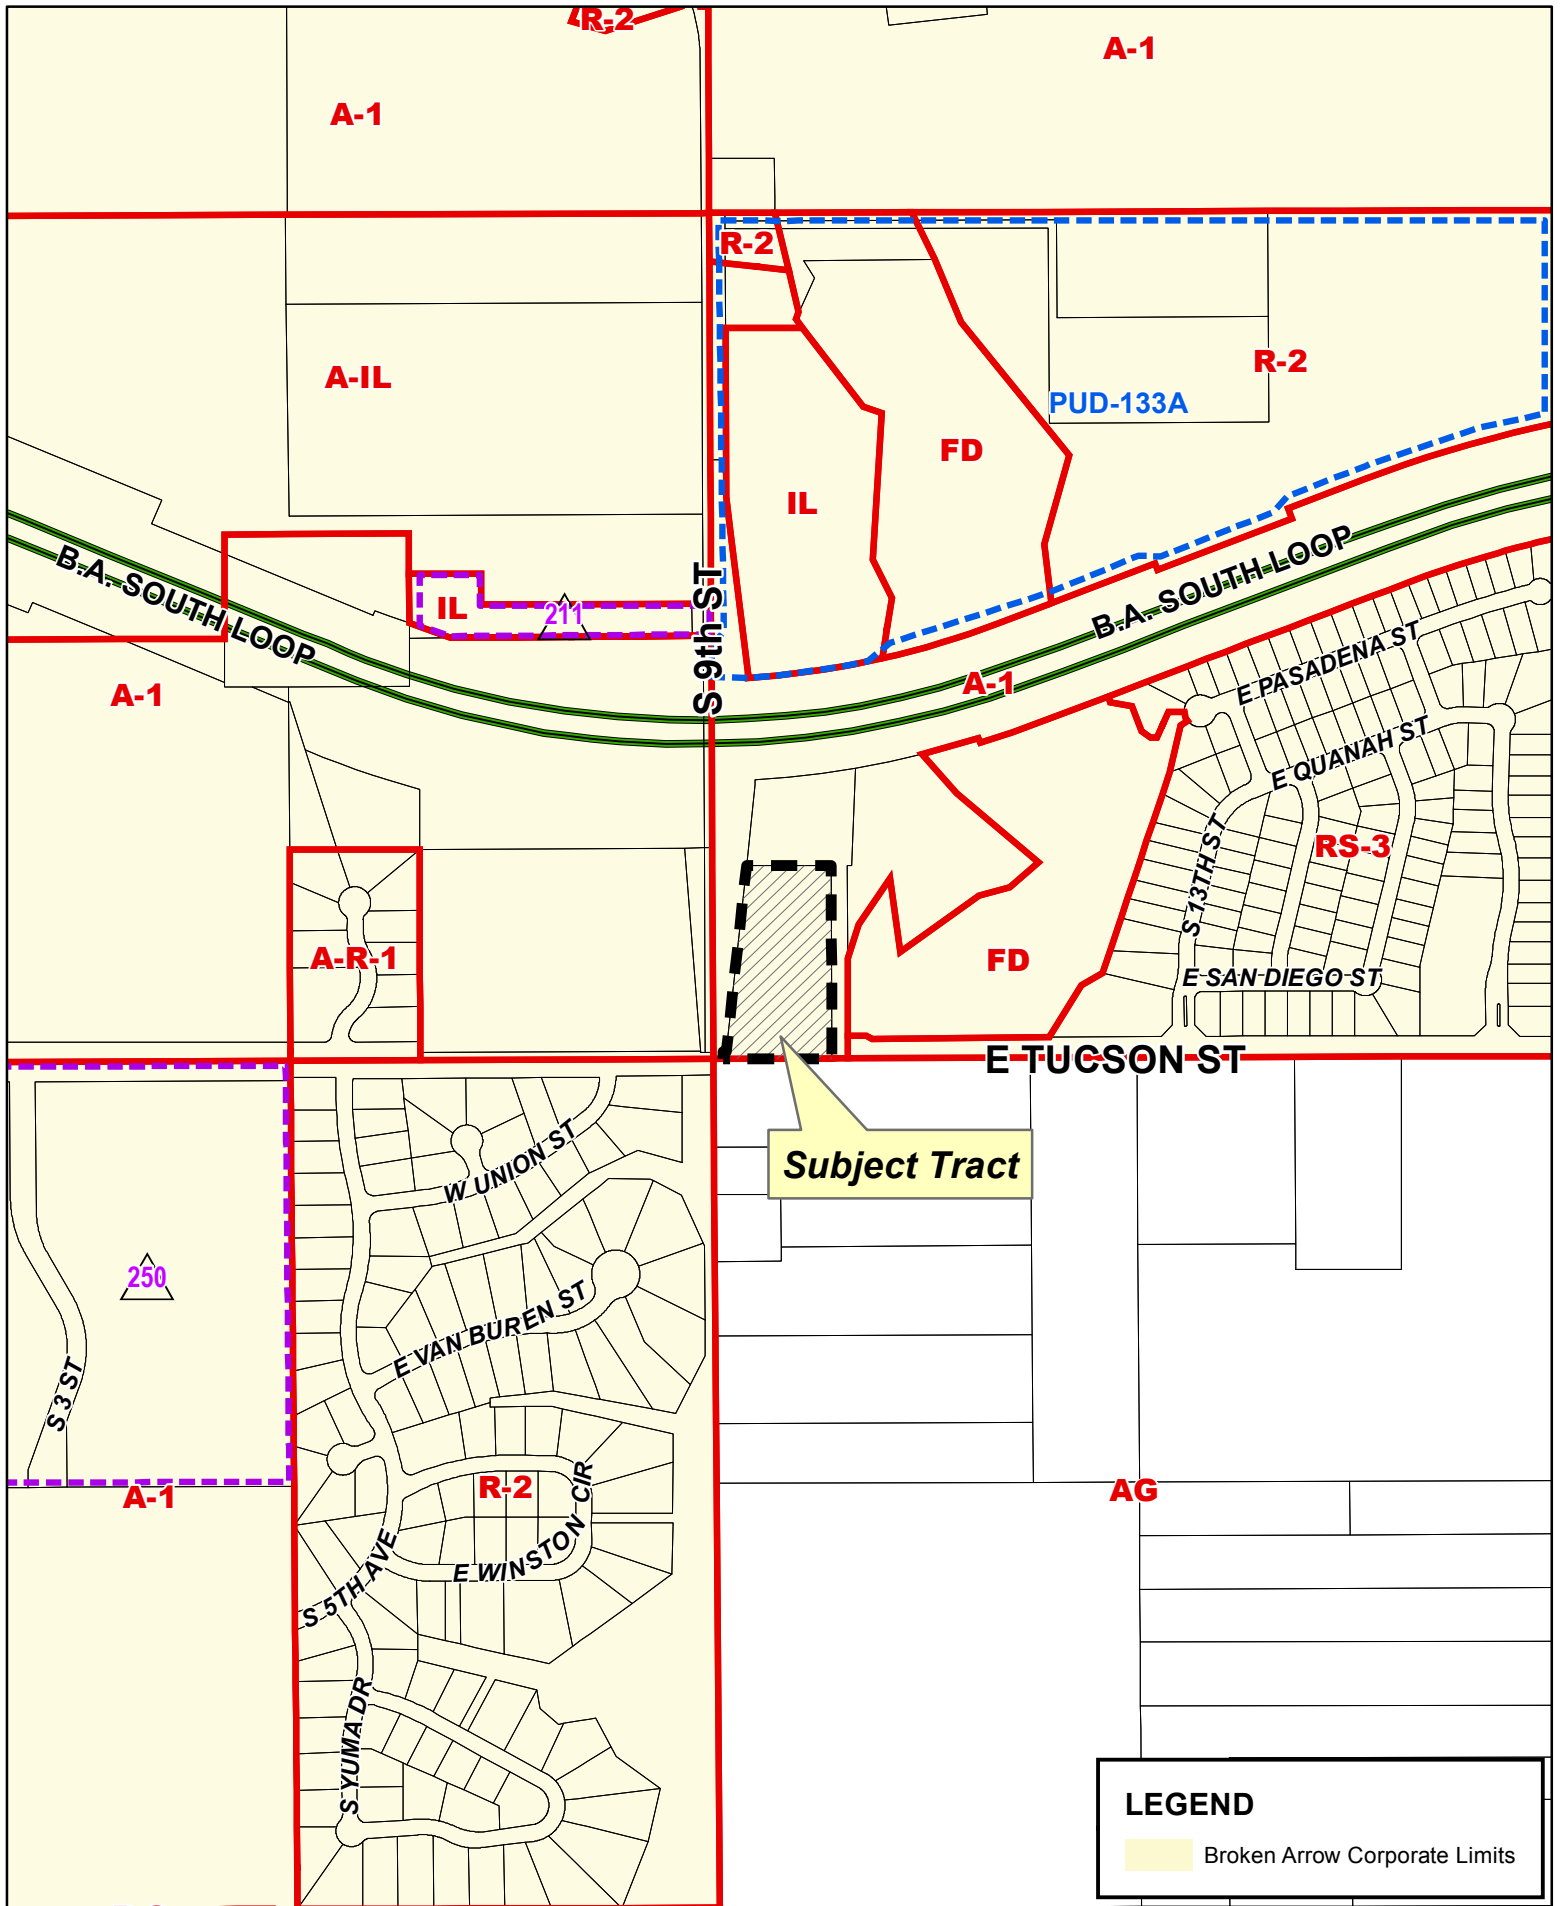 R-2
A-1
A-1
R-2
A-IL
R-2
PUD-133A
FD
IL
B.A. SOUTH LOOP
B.A. SOUTH LOOP
IL
211
S 9th ST
E PASADENA ST
A-1
A-1
E QUANAH ST
S 13TH ST
RS-3
A-R-1
FD
E SAN DIEGO ST
E TUCSON ST
W UNION ST
Subject Tract
250
E VAN BUREN ST
S 3 ST
R-2
A-1
AG
E WINSTON CIR
S 5TH AVE
S YUMA DR
LEGEND
Broken Arrow Corporate Limits